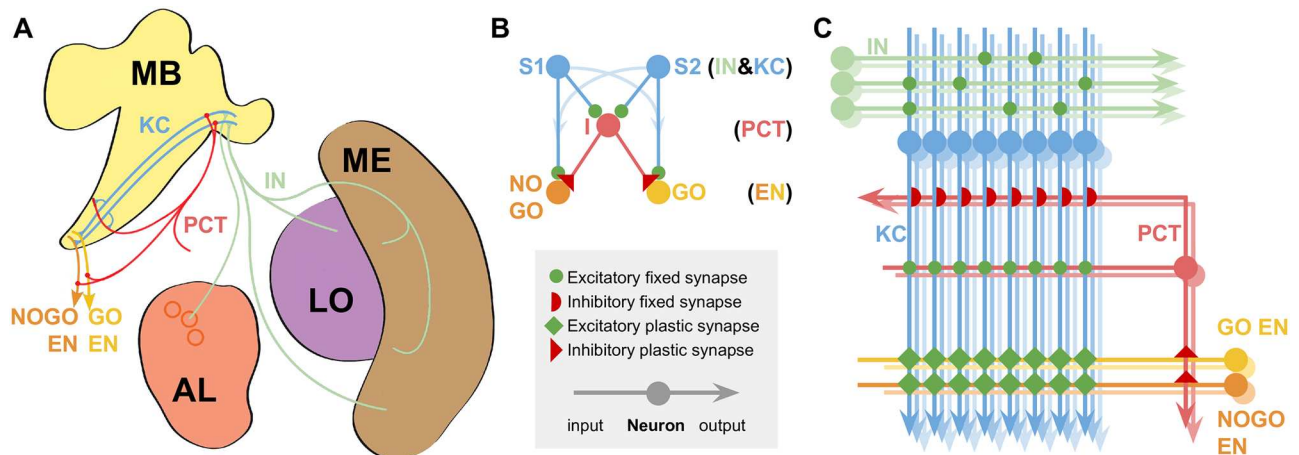 A
MB
KC
IN
ME
PCT
LO
NOGO GO
EN EN
AL
B
S1 S2 (IN&KC)
I (PCT)
NO
GO
GO (EN)
Excitatory fixed synapse
Inhibitory fixed synapse
Excitatory plastic synapse
Inhibitory plastic synapse
input Neuron output
C
IN
KC
PCT
GO EN
NOGO
EN